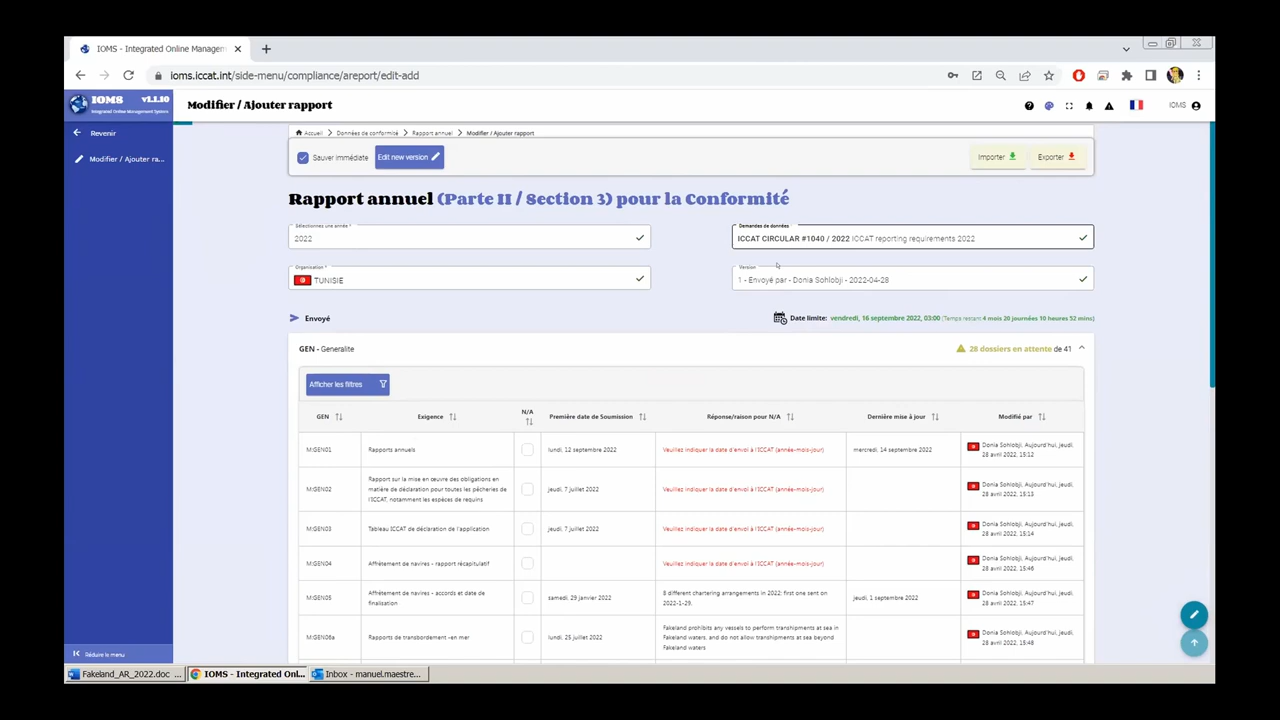 IOMS - Integrated Online Managem
ioms.iccat.int/side-menu/compliance/areport/edit-add
IOMS v1.1.10
Integrated Online Management System
Modifier / Ajouter rapport
IOMS
Revenir
Modifier / Ajouter ra...
Accueil > Données de conformité > Rapport annuel > Modifier / Ajouter rapport
Sauver immédiate
Edit new version
Importer
Exporter
Rapport annuel (Parte II / Section 3) pour la Conformité
Sélectionnez une année *
2022
Demandes de données *
ICCAT CIRCULAR #1040 / 2022 ICCAT reporting requirements 2022
Organisation *
TUNISIE
Version
1 - Envoyé par - Donia Sohlobji - 2022-04-28
Envoyé
Date limite: vendredi, 16 septembre 2022, 03:00 (Temps restant 4 mois 20 journées 10 heures 52 mins)
GEN - Generalite
28 dossiers en attente de 41
Afficher les filtres
GEN
Exigence
N/A
Première date de Soumission
Réponse/raison pour N/A
Dernière mise à jour
Modifié par
M:GEN01
Rapports annuels
lundi, 12 septembre 2022
Veuillez indiquer la date d'envoi à l'ICCAT (année-mois-jour)
mercredi, 14 septembre 2022
Donia Sohlobji, Aujourd'hui, jeudi,
28 avril 2022, 15:12
M:GEN02
Rapport sur la mise en œuvre des obligations en
matière de déclaration pour toutes les pêcheries de
l'ICCAT, notamment les espèces de requins
jeudi, 7 juillet 2022
Veuillez indiquer la date d'envoi à l'ICCAT (année-mois-jour)
Donia Sohlobji, Aujourd'hui, jeudi,
28 avril 2022, 15:13
M:GEN03
Tableau ICCAT de déclaration de l'application
jeudi, 7 juillet 2022
Veuillez indiquer la date d'envoi à l'ICCAT (année-mois-jour)
Donia Sohlobji, Aujourd'hui, jeudi,
28 avril 2022, 15:14
M:GEN04
Affrètement de navires - rapport récapitulatif
Veuillez indiquer la date d'envoi à l'ICCAT (année-mois-jour)
Donia Sohlobji, Aujourd'hui, jeudi,
28 avril 2022, 15:46
M:GEN05
Affrètement de navires - accords et date de
finalisation
samedi, 29 janvier 2022
8 different chartering arrangements in 2022; first one sent on
2022-1-29.
jeudi, 1 septembre 2022
Donia Sohlobji, Aujourd'hui, jeudi,
28 avril 2022, 15:47
M:GEN06a
Rapports de transbordement -en mer
lundi, 25 juillet 2022
Fakeland prohibits any vessels to perform transhipments at sea in
Fakeland waters, and do not allow transhipments at sea beyond
Fakeland waters
Donia Sohlobji, Aujourd'hui, jeudi,
28 avril 2022, 15:48
Réduire le menu
Fakeland_AR_2022.doc ...
IOMS - Integrated Onl...
Inbox - manuel.maestre...